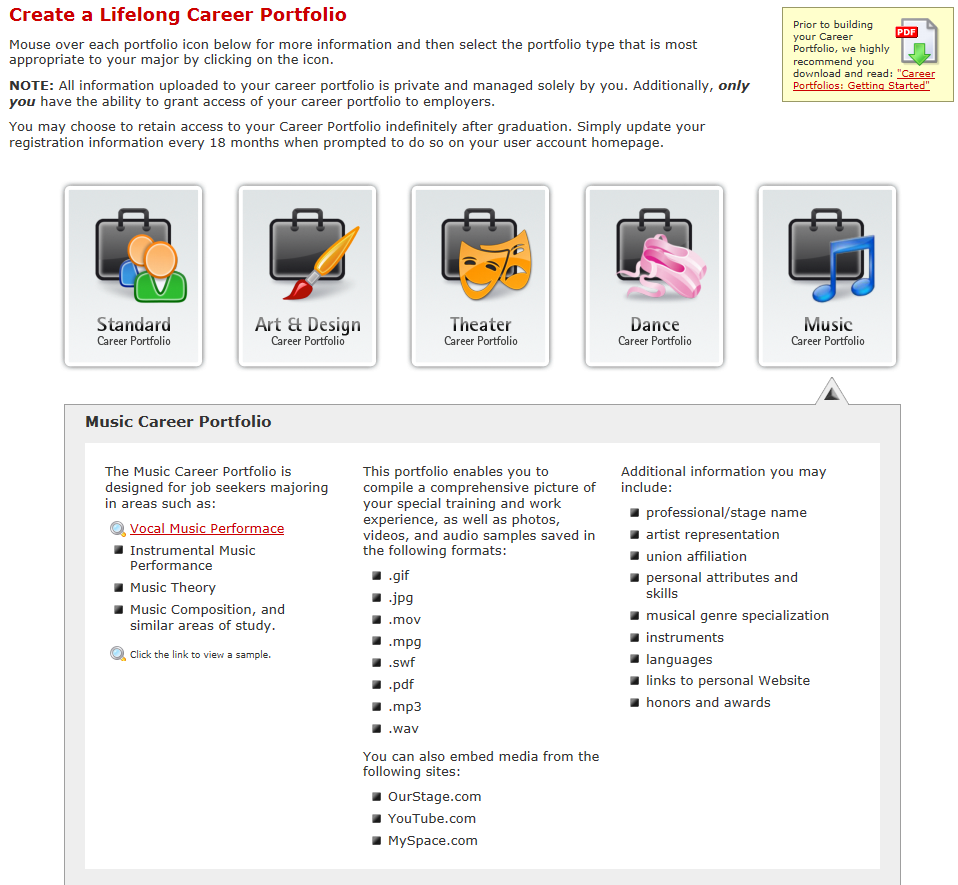 Create a Lifelong Career Portfolio
Mouse over each portfolio icon below for more information and then select the portfolio type that is most
appropriate to your major by clicking on the icon.
NOTE: All information uploaded to your career portfolio is private and managed solely by you. Additionally, only
you have the ability to grant access of your career portfolio to employers.
You may choose to retain access to your Career Portfolio indefinitely after graduation. Simply update your
registration information every 18 months when prompted to do so on your user account homepage.
Prior to building
your Career
Portfolio, we highly
recommend you
download and read: "Career
Portfolios: Getting Started"
PDF
Standard
Career Portfolio
Art & Design
Career Portfolio
Theater
Career Portfolio
Dance
Career Portfolio
Music
Career Portfolio
Music Career Portfolio
The Music Career Portfolio is
designed for job seekers majoring
in areas such as:
Vocal Music Performace
Instrumental Music
Performance
Music Theory
Music Composition, and
similar areas of study.
Click the link to view a sample.
This portfolio enables you to
compile a comprehensive picture of
your special training and work
experience, as well as photos,
videos, and audio samples saved in
the following formats:
.gif
.jpg
.mov
.mpg
.swf
.pdf
.mp3
.wav
You can also embed media from the
following sites:
OurStage.com
YouTube.com
MySpace.com
Additional information you may
include:
professional/stage name
artist representation
union affiliation
personal attributes and
skills
musical genre specialization
instruments
languages
links to personal Website
honors and awards